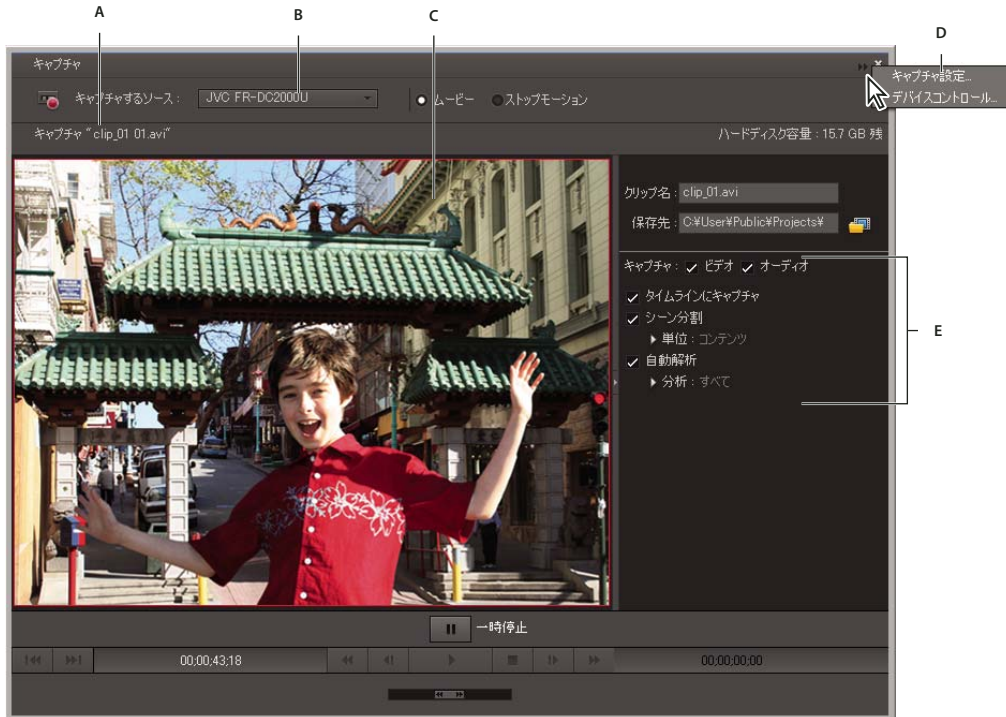 A
B
C
D
キャプチャ
キャプチャ設定...
デバイスコントロール...
キャプチャするソース : JVC FR-DC2000U ムービー ストップモーション
キャプチャ "clip_01 01.avi" ハードディスク容量 : 15.7 GB 残
クリップ名 : clip_01.avi
保存先 : C:¥User¥Public¥Projects¥
キャプチャ : ビデオ オーディオ
タイムラインにキャプチャ
シーン分割
単位 : コンテンツ
自動解析
分析 : すべて
E
一時停止
00;00;43;18 00;00;00;00